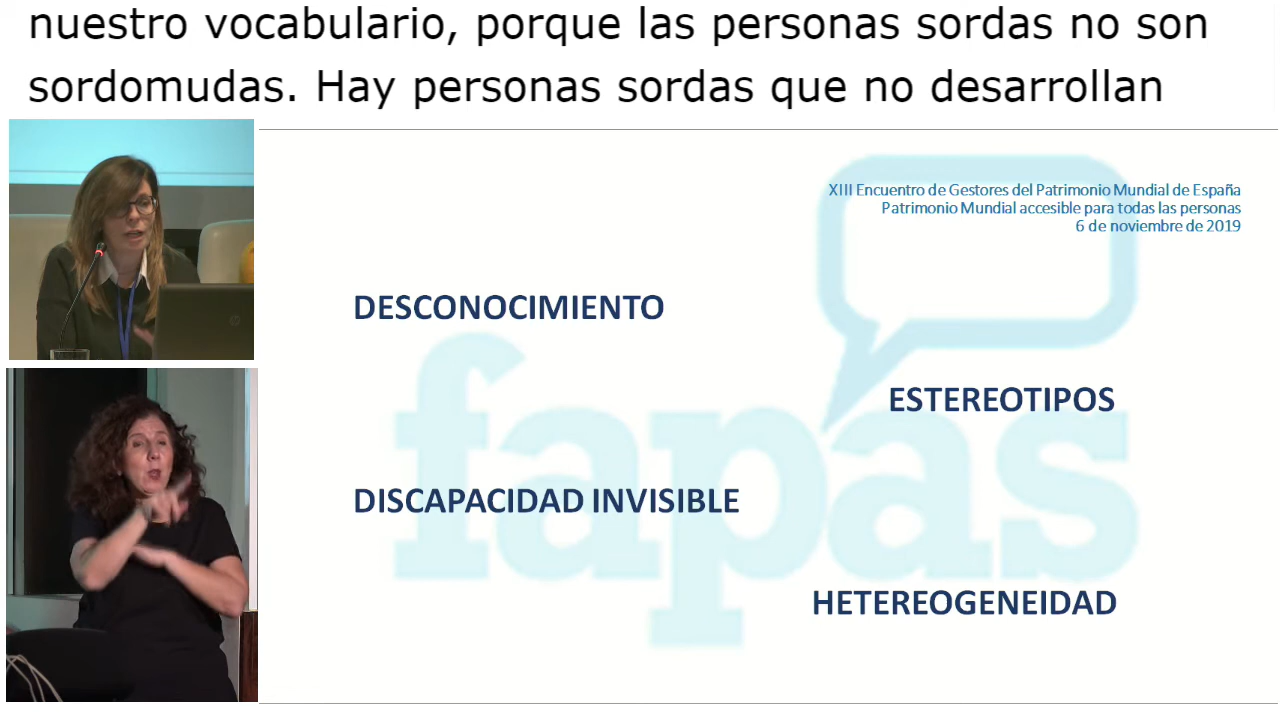 nuestro vocabulario, porque las personas sordas no son
sordomudas. Hay personas sordas que no desarrollan
XIII Encuentro de Gestores del Patrimonio Mundial de España
Patrimonio Mundial accesible para todas las personas
6 de noviembre de 2019
DESCONOCIMIENTO
ESTEREOTIPOS
DISCAPACIDAD INVISIBLE
HETEREOGENEIDAD
fapas
hp